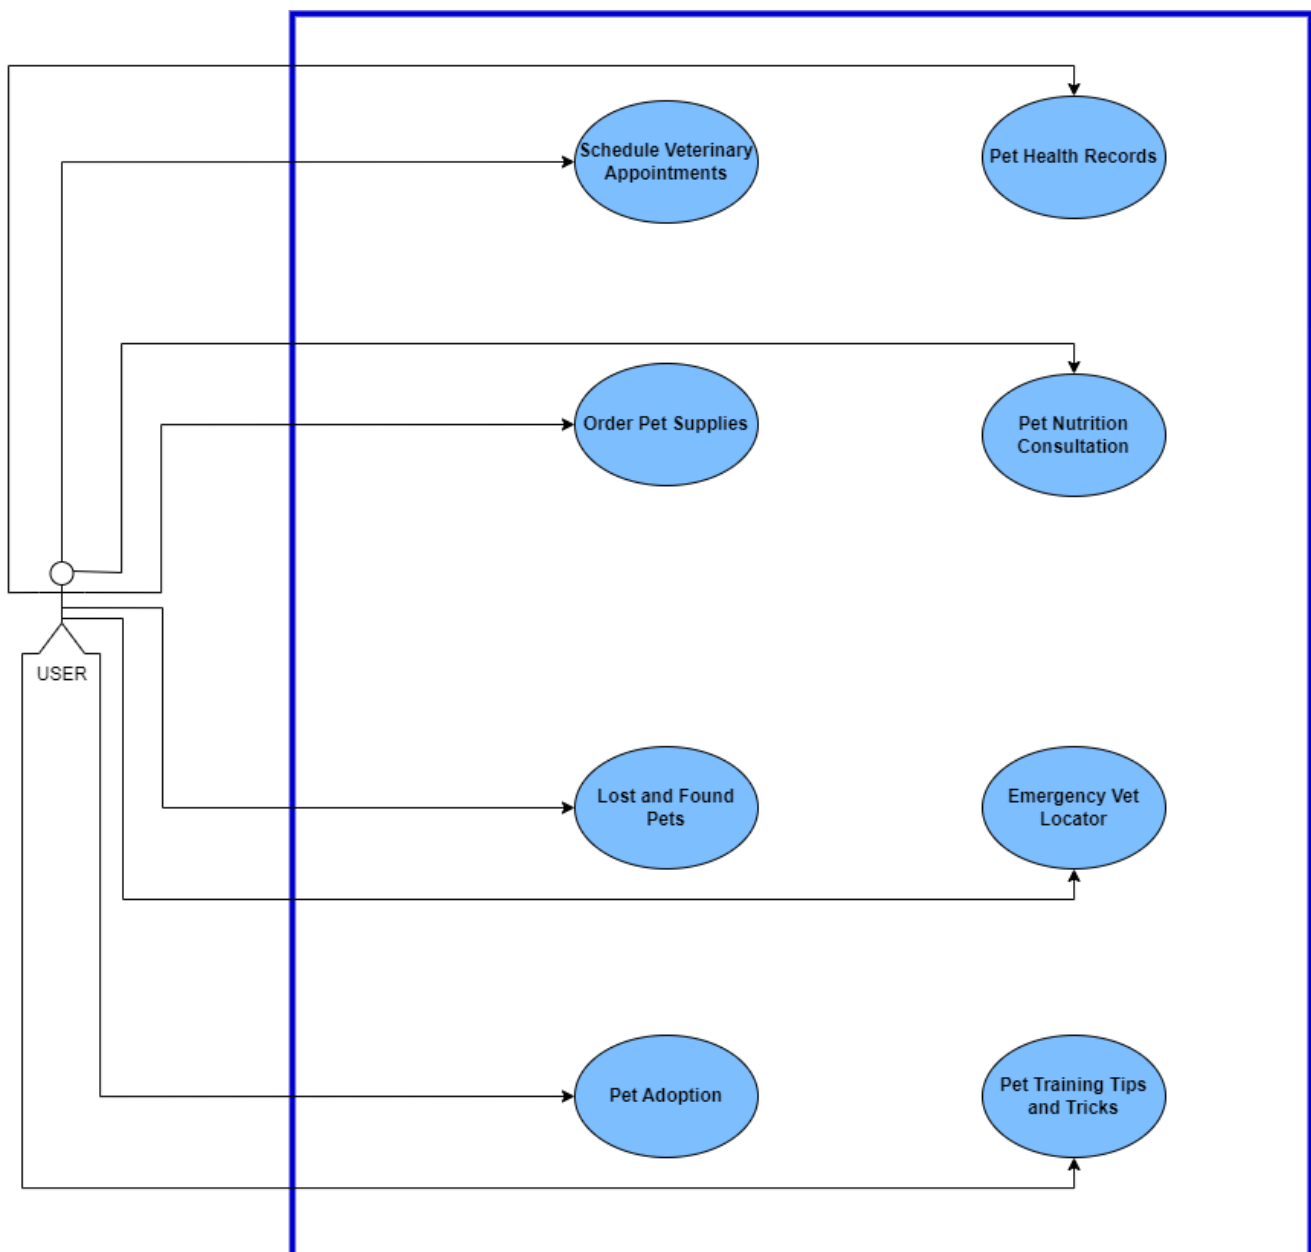 Schedule Veterinary
Appointments
Pet Health Records
Order Pet Supplies
Pet Nutrition
Consultation
USER
Lost and Found
Pets
Emergency Vet
Locator
Pet Adoption
Pet Training Tips
and Tricks